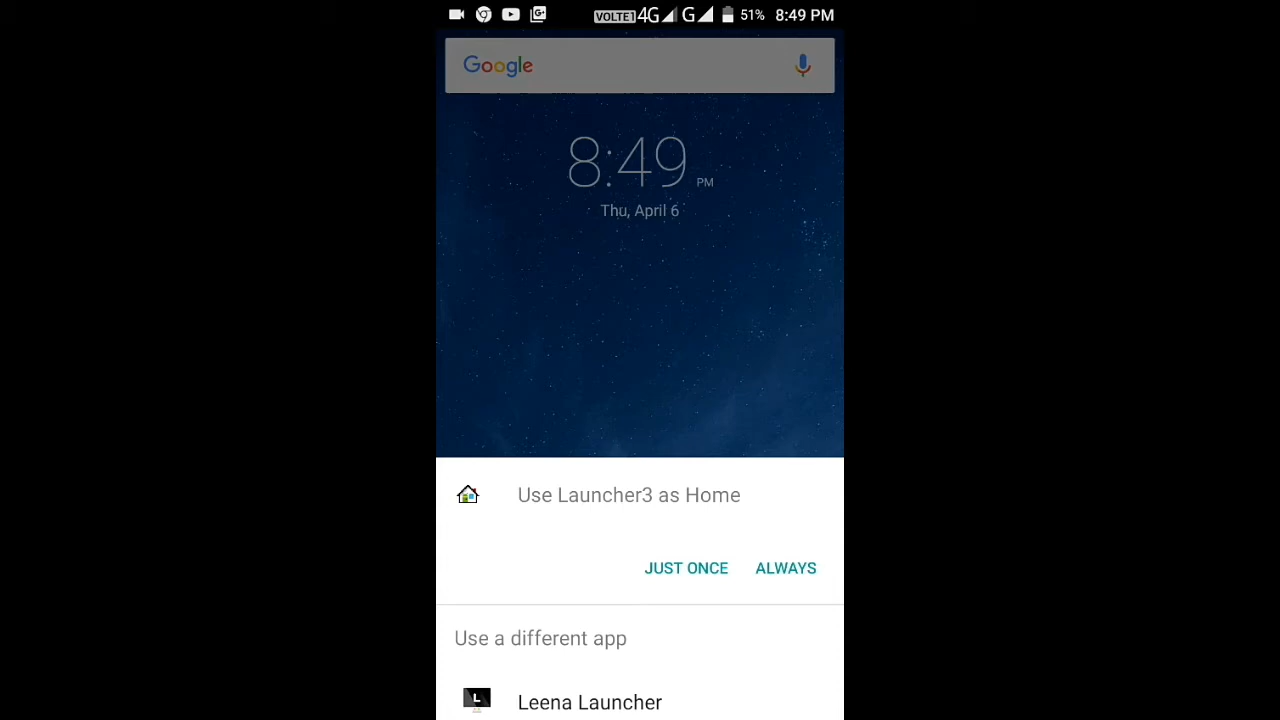 VOLTE1 4G G 51% 8:49 PM
Google
8:49 PM
Thu, April 6
Use Launcher3 as Home
JUST ONCE ALWAYS
Use a different app
L
Leena Launcher